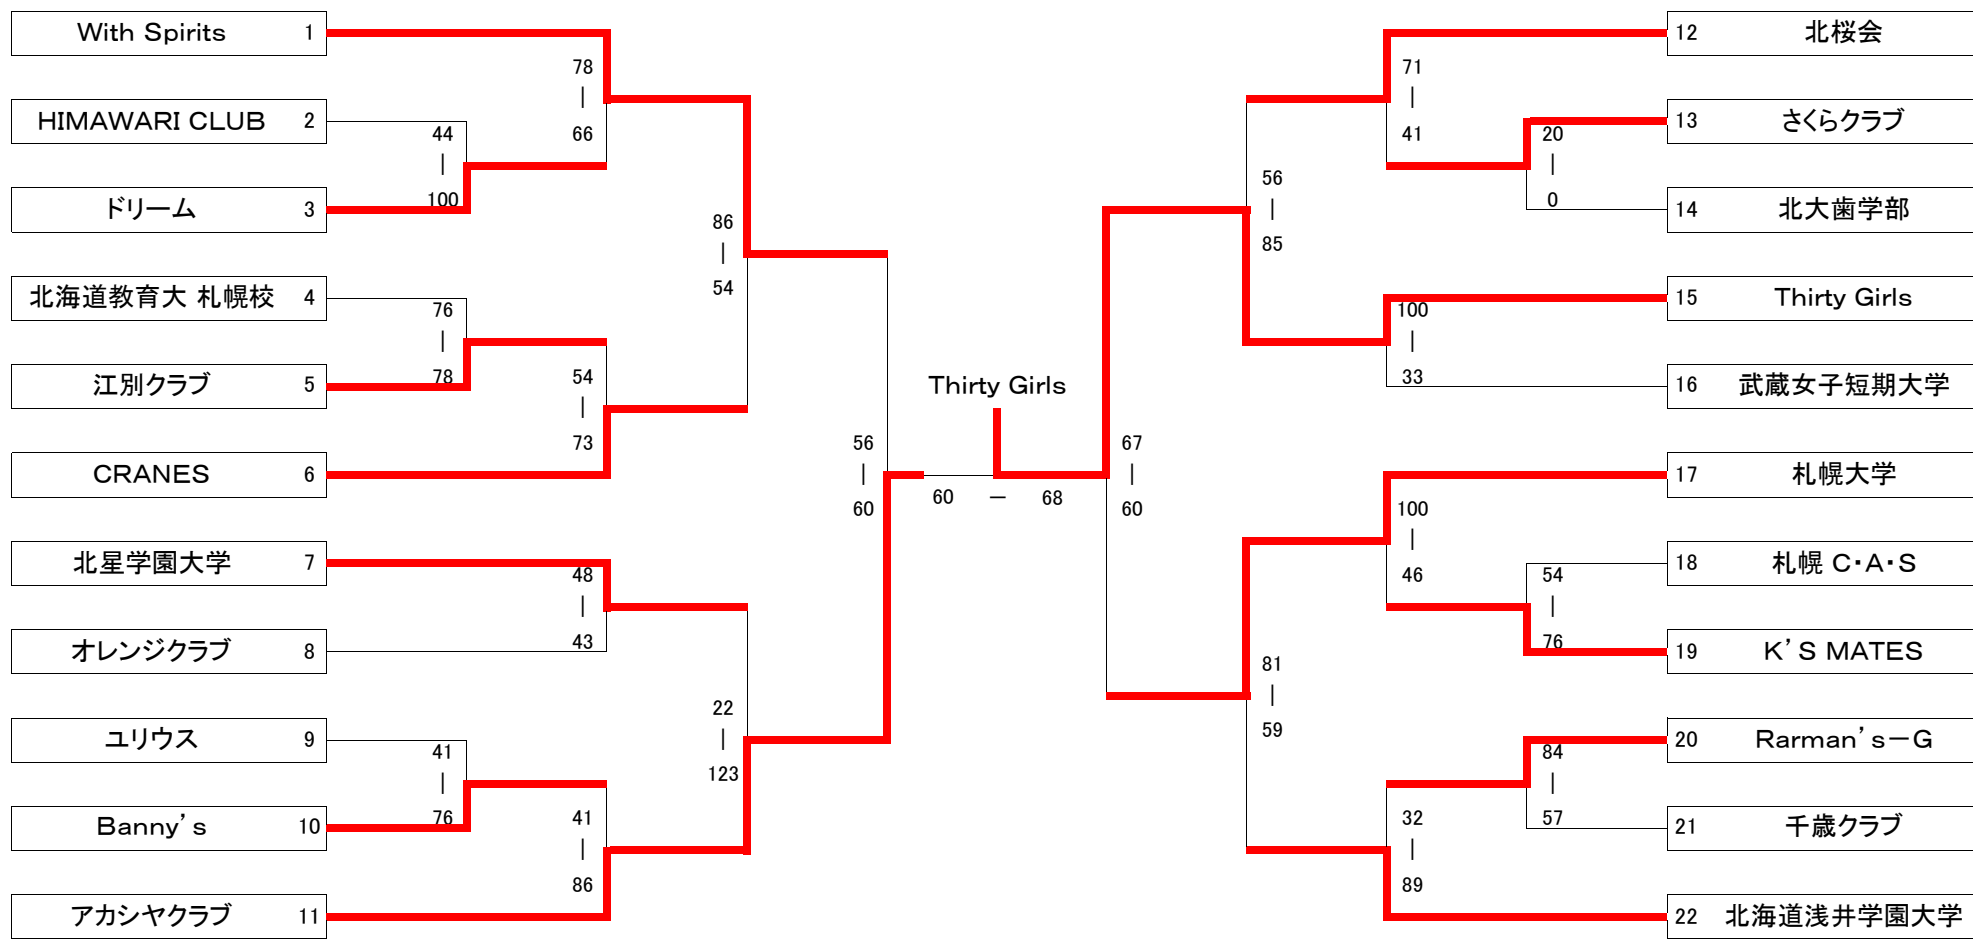 With Spirits 1
HIMAWARI CLUB 2
ドリーム 3
北海道教育大 札幌校 4
江別クラブ 5
CRANES 6
北星学園大学 7
オレンジクラブ 8
ユリウス 9
Banny’s 10
アカシヤクラブ 11
44
|
100
76
|
78
41
|
76
78
|
66
54
|
73
48
|
43
41
|
86
86
|
54
22
|
123
56
|
60
Thirty Girls
60 － 68
67
|
60
56
|
85
81
|
59
71
|
41
100
|
33
100
|
46
32
|
89
20
|
0
54
|
76
84
|
57
12 北桜会
13 さくらクラブ
14 北大歯学部
15 Thirty Girls
16 武蔵女子短期大学
17 札幌大学
18 札幌 C・A・S
19 K’S MATES
20 Rarman’s－G
21 千歳クラブ
22 北海道浅井学園大学